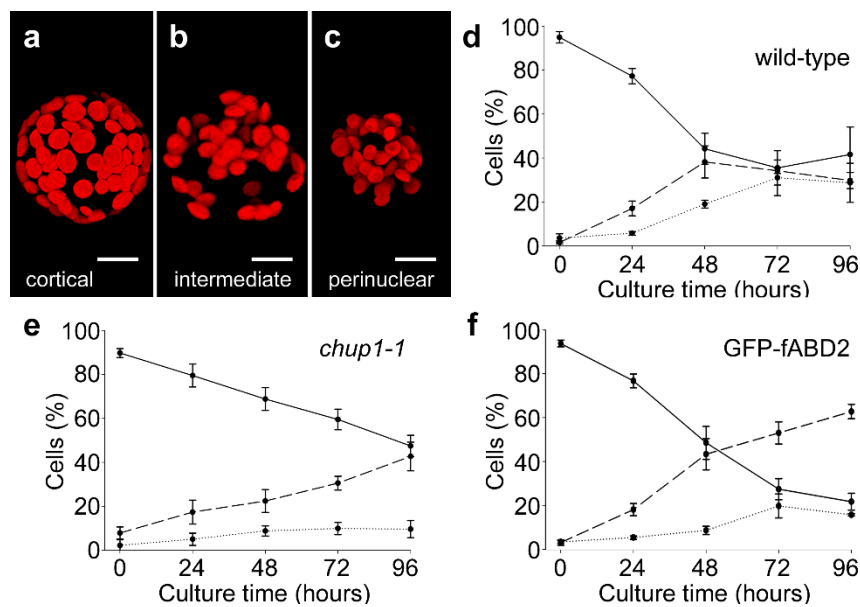 a
b
c
cortical
intermediate
perinuclear
d
wild-type
100
80
60
40
20
0
Cells (%)
0 24 48 72 96
Culture time (hours)
e
chup1-1
100
80
60
40
20
0
Cells (%)
0 24 48 72 96
Culture time (hours)
f
GFP-fABD2
100
80
60
40
20
0
Cells (%)
0 24 48 72 96
Culture time (hours)